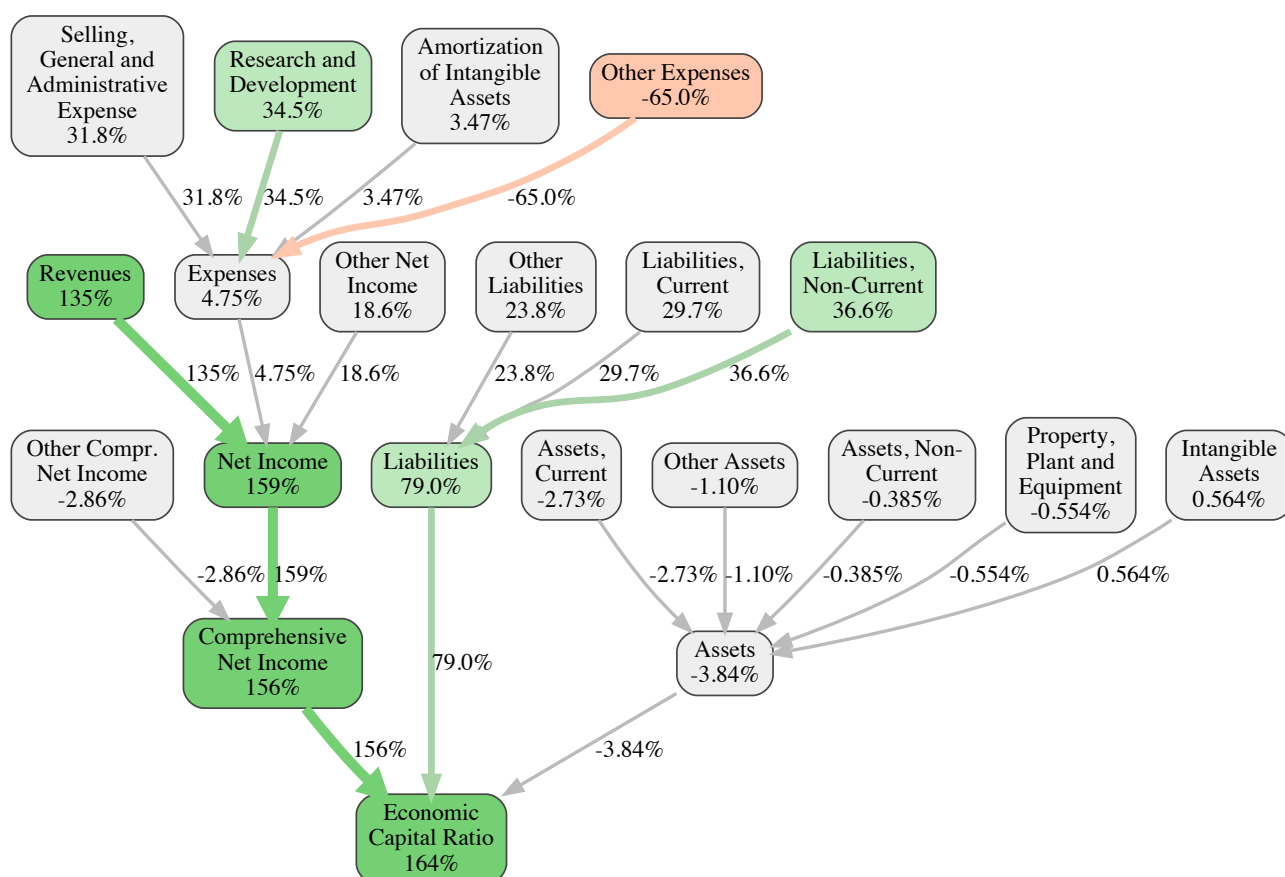 Selling,
General and
Administrative
Expense
31.8%
Research and
Development
34.5%
Amortization
of Intangible
Assets
3.47%
Other Expenses
-65.0%
31.8%
34.5%
3.47%
-65.0%
Revenues
135%
Expenses
4.75%
Other Net
Income
18.6%
Other
Liabilities
23.8%
Liabilities,
Current
29.7%
Liabilities,
Non-Current
36.6%
135%
4.75%
18.6%
23.8%
29.7%
36.6%
Other Compr.
Net Income
-2.86%
Net Income
159%
Liabilities
79.0%
Assets,
Current
-2.73%
Other Assets
-1.10%
Assets, Non-
Current
-0.385%
Property,
Plant and
Equipment
-0.554%
Intangible
Assets
0.564%
-2.86%
159%
-2.73%
-1.10%
-0.385%
-0.554%
0.564%
Comprehensive
Net Income
156%
79.0%
Assets
-3.84%
156%
-3.84%
Economic
Capital Ratio
164%